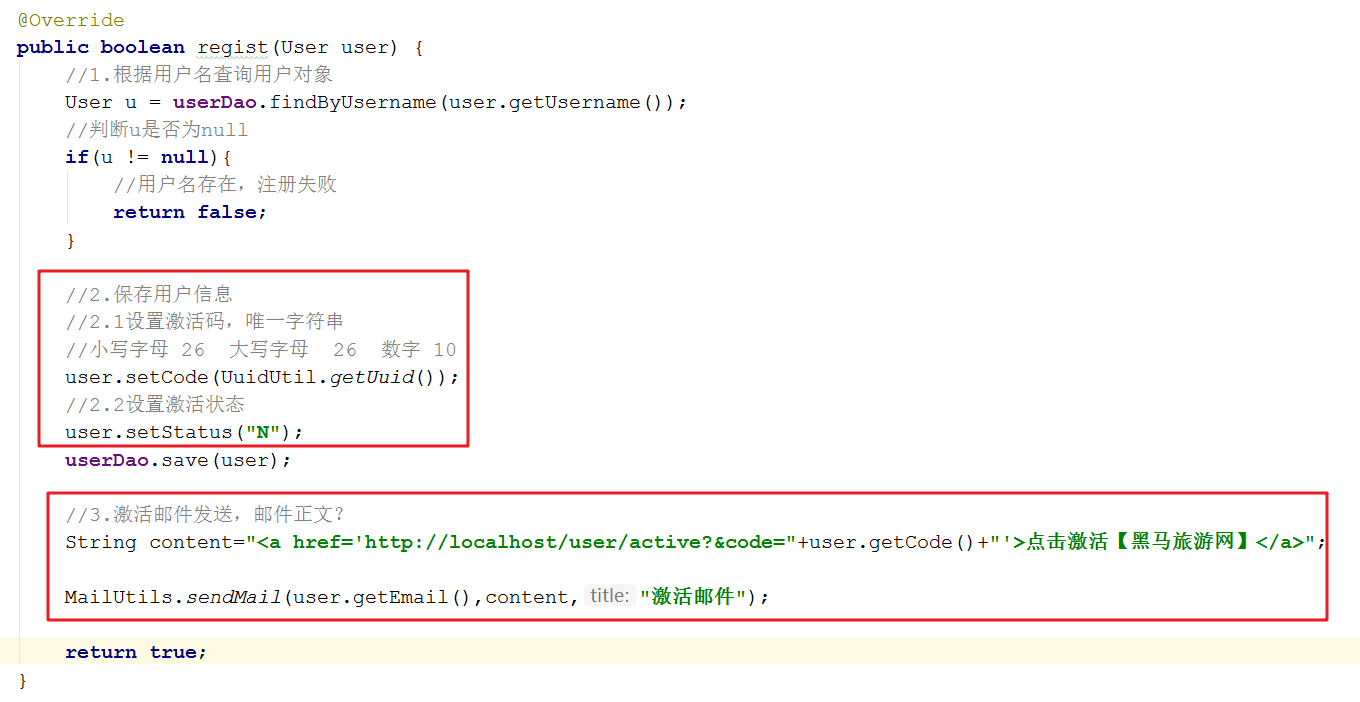 @Override
public boolean regist(User user) {
//1.根据用户名查询用户对象
User u = userDao.findByUsername(user.getUsername());
//判断u是否为null
if(u != null){
//用户名存在，注册失败
return false;
}
//2.保存用户信息
//2.1设置激活码，唯一字符串
//小写字母 26  大写字母  26  数字 10
user.setCode(UuidUtil.getUuid());
//2.2设置激活状态
user.setStatus("N");
userDao.save(user);
//3.激活邮件发送，邮件正文？
String content="<a href='http://localhost/user/active?&code="+user.getCode()+"'>点击激活【黑马旅游网】</a>";
MailUtils.sendMail(user.getEmail(),content, title: "激活邮件");
return true;
}